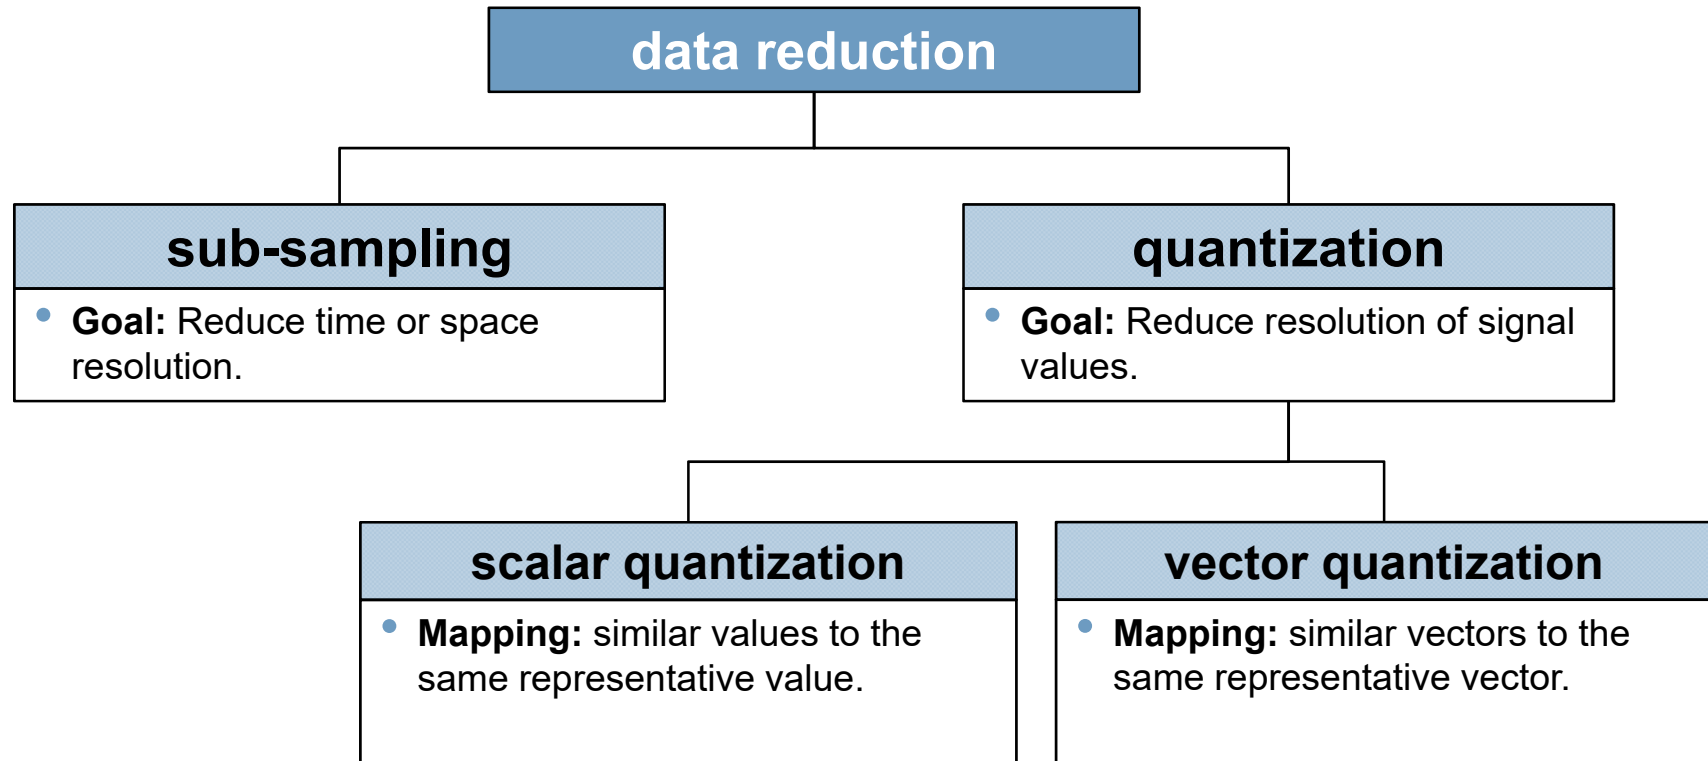 data reduction
sub-sampling
• Goal: Reduce time or space
resolution.
quantization
• Goal: Reduce resolution of signal
values.
scalar quantization
• Mapping: similar values to the
same representative value.
vector quantization
• Mapping: similar vectors to the
same representative vector.